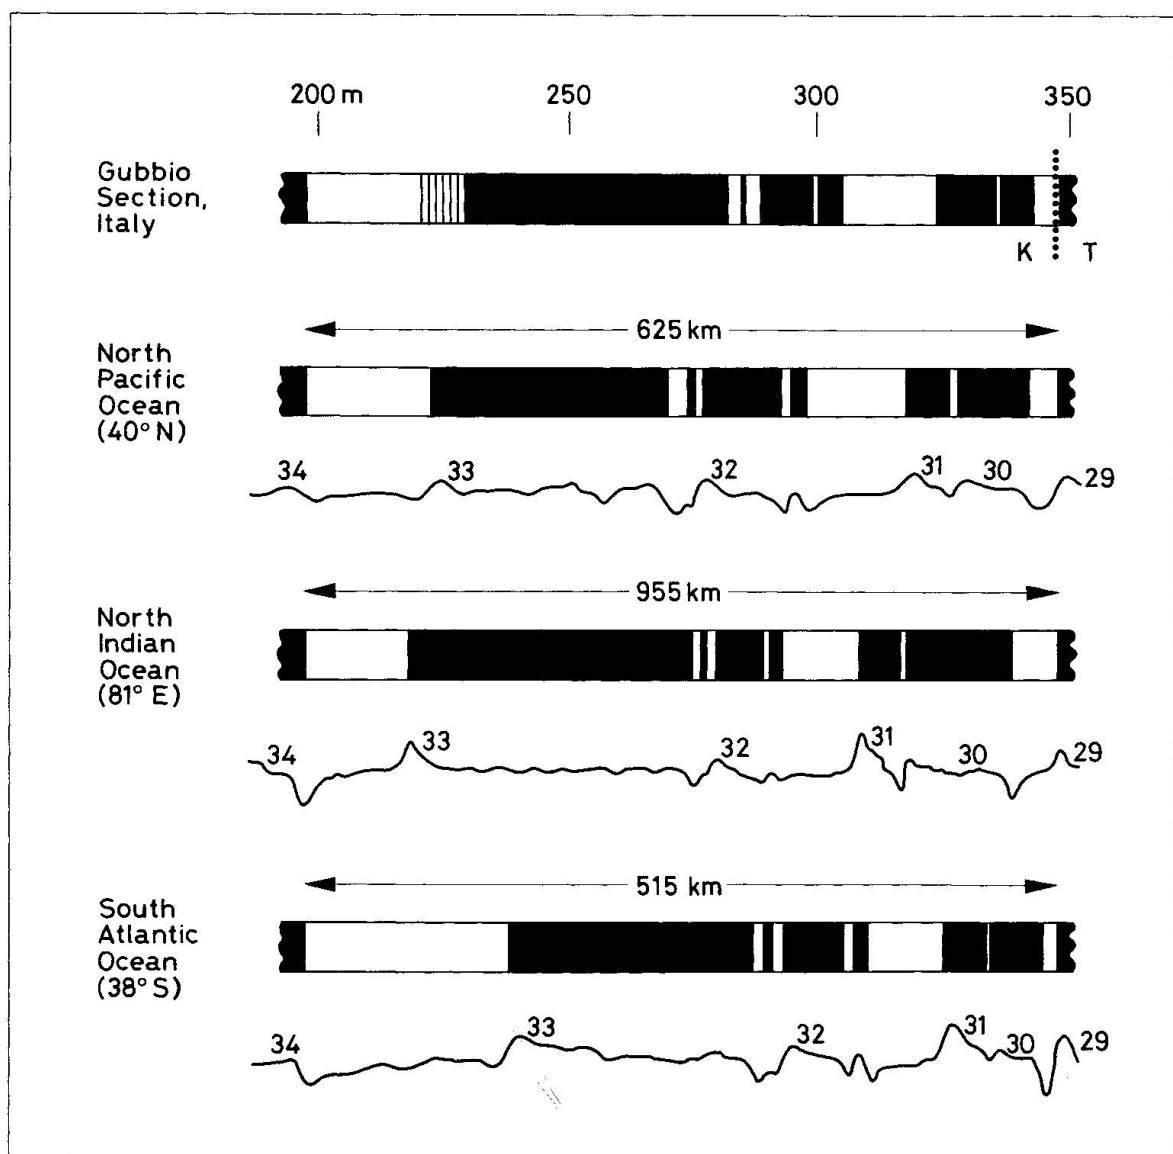 200 m 250 300 350
Gubbio
Section,
Italy
K T
625 km
North
Pacific
Ocean
(40° N)
34 33 32 31 30 29
955 km
North
Indian
Ocean
(81° E)
34 33 32 31 30 29
515 km
South
Atlantic
Ocean
(38° S)
34 33 32 31 30 29